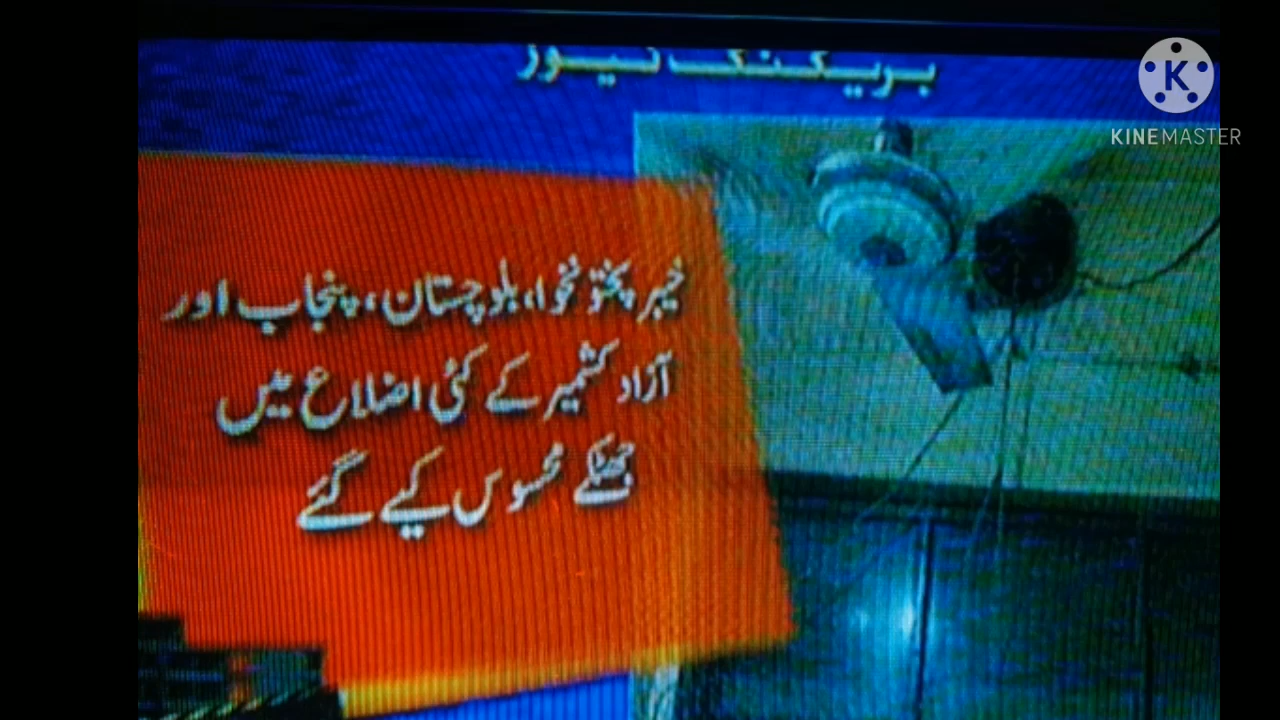 بریکنگ نیوز
KINEMASTER
خیبر پختونخوا، بلوچستان، پنجاب اور
آزاد کشمیر کے کئی اضلاع میں
جھٹکے محسوس کیے گئے